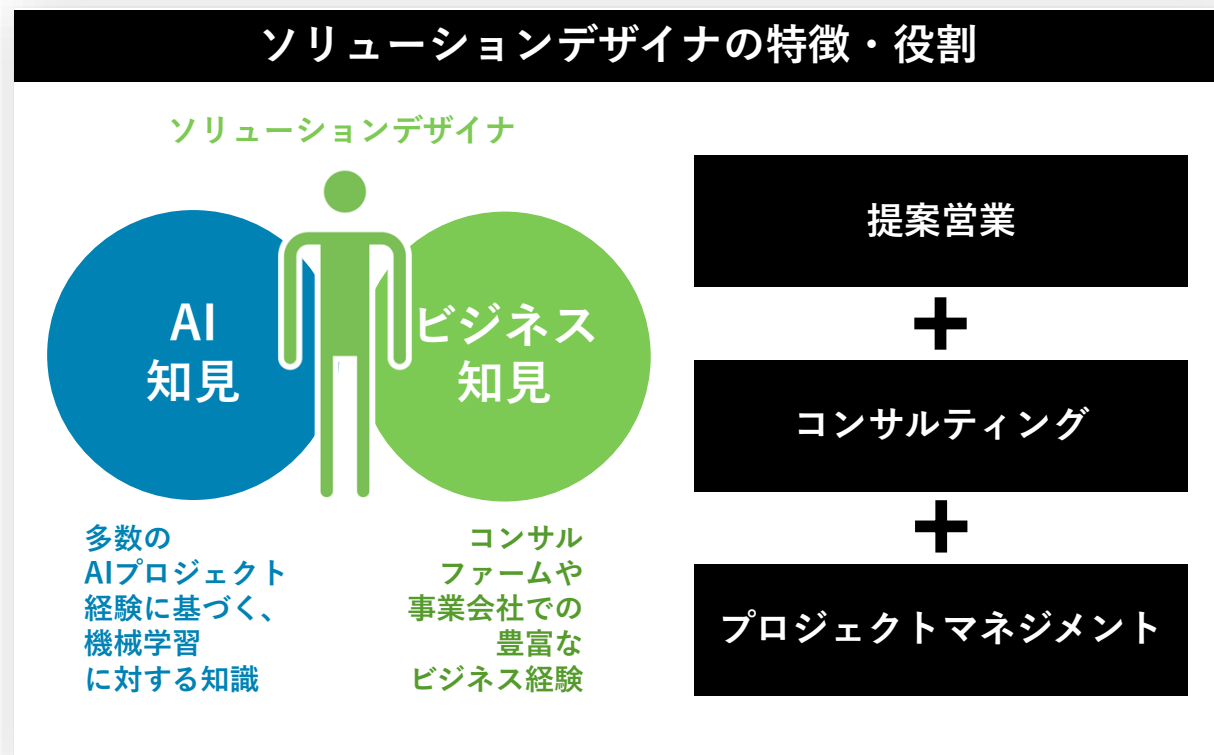 ソリューションデザイナの特徴・役割
ソリューションデザイナ
AI
知見
ビジネス
知見
多数の
AIプロジェクト
経験に基づく、
機械学習
に対する知識
コンサル
ファームや
事業会社での
豊富な
ビジネス経験
提案営業
+
コンサルティング
+
プロジェクトマネジメント